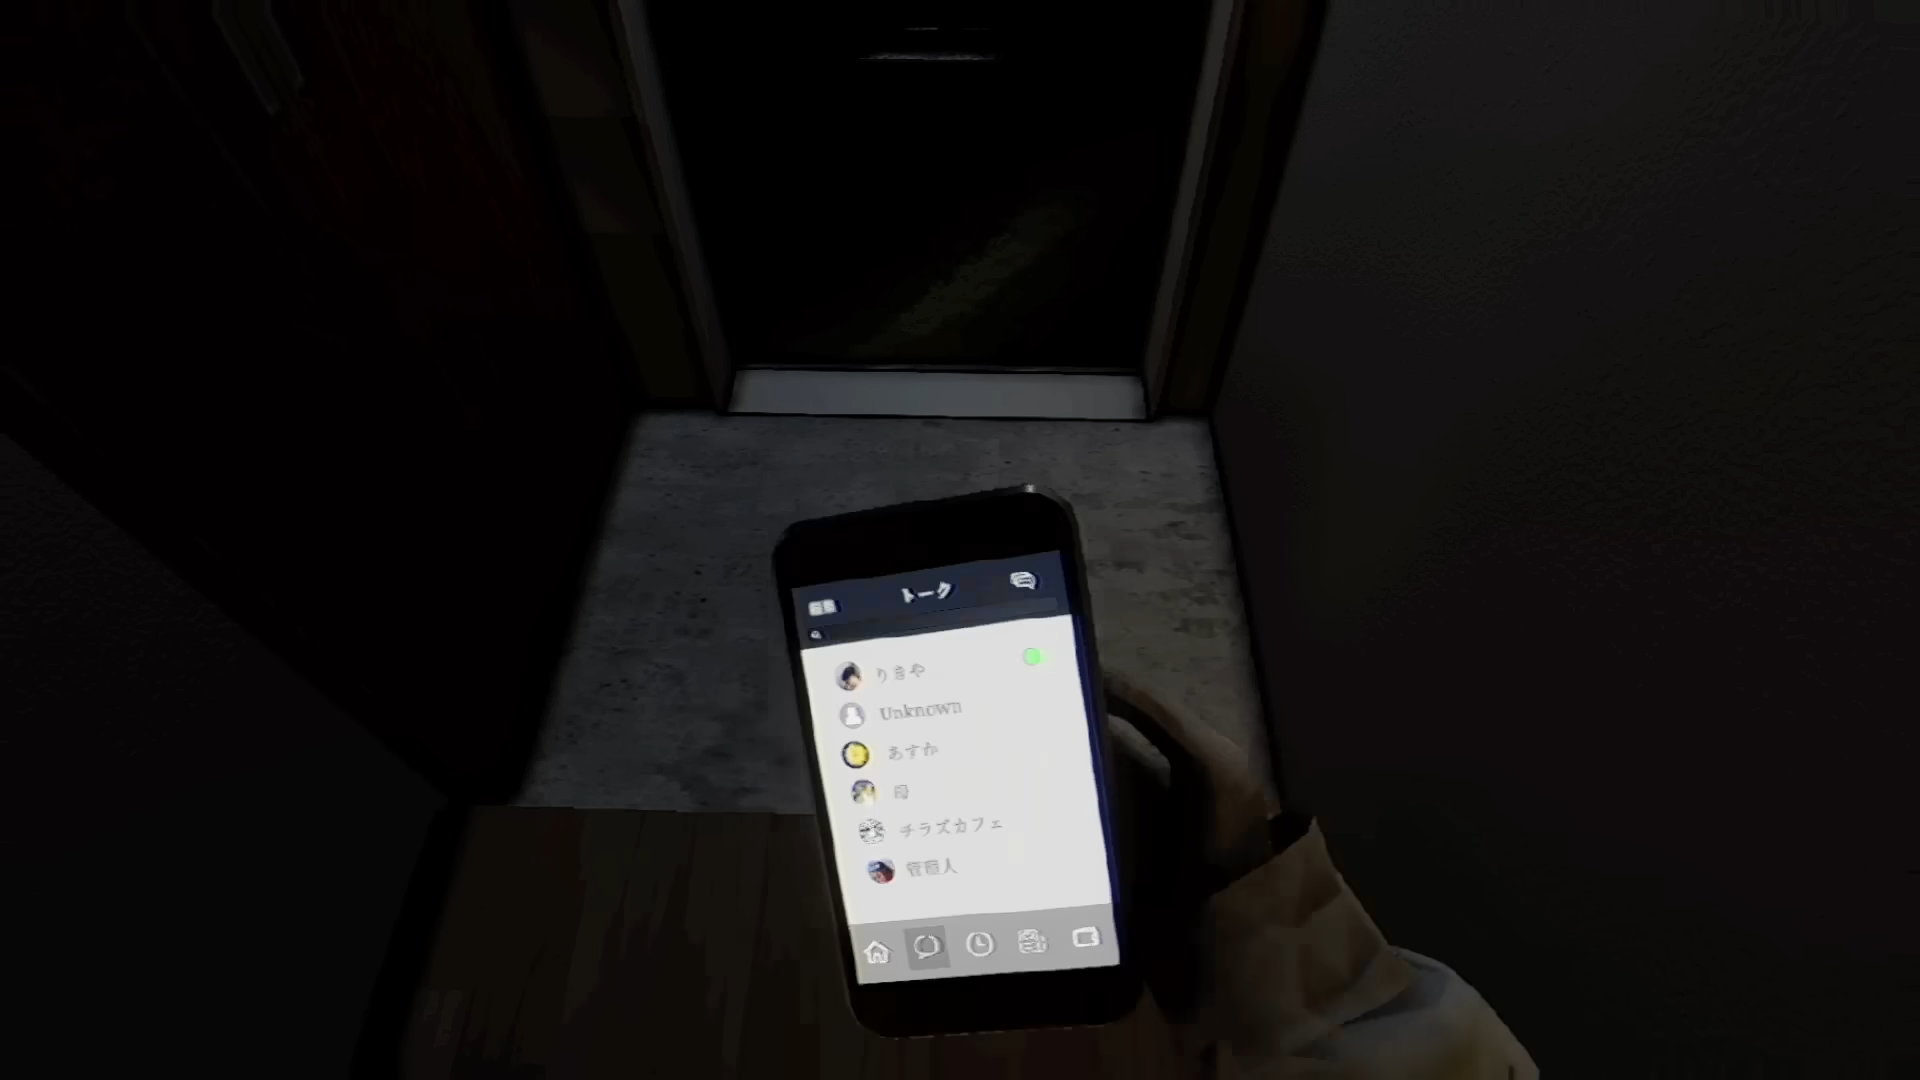 トーク
りきや
Unknown
あすか
母
チラズカフェ
管理人